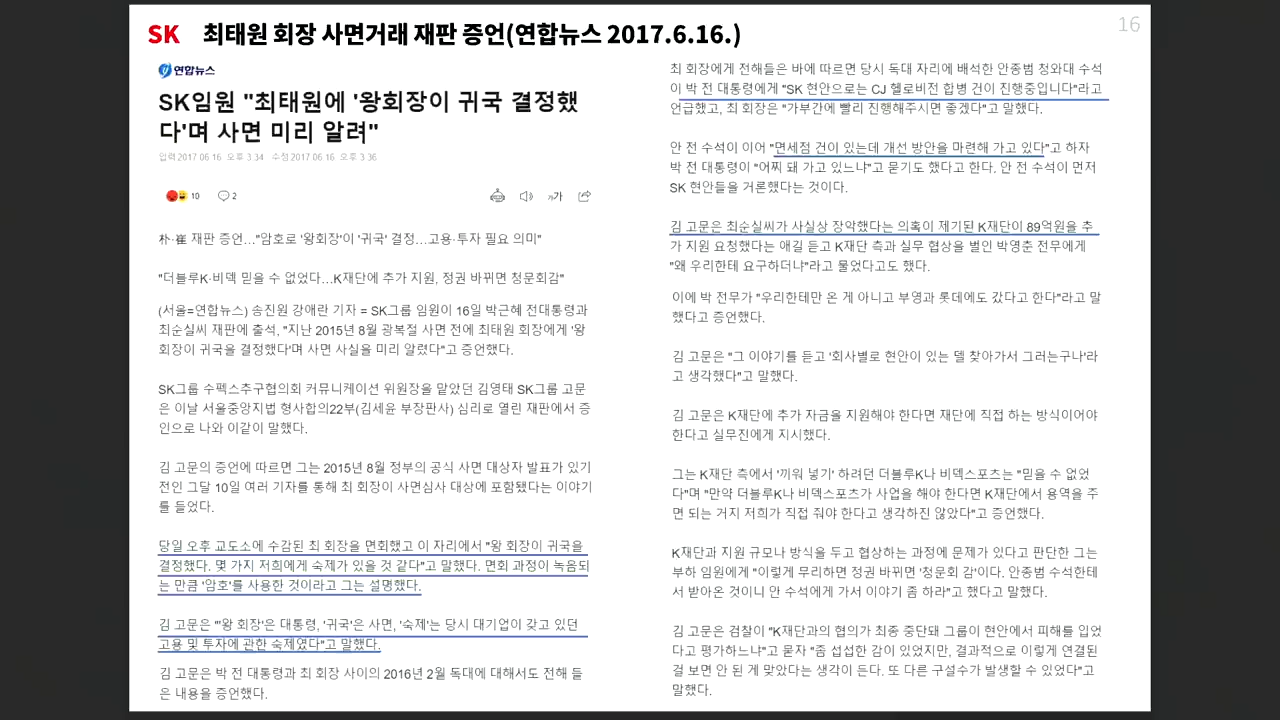 SK 최태원 회장 사면거래 재판 증언(연합뉴스 2017.6.16.)
16
연합뉴스
SK임원 "최태원에 '왕회장이 귀국 결정했
다'며 사면 미리 알려"
입력 2017 06 16 오후 3 34 수정 2017 06 16 오후 3 36
10 2
가가
朴·崔 재판 증언…"암호로 '왕회장'이 '귀국' 결정…고용·투자 필요 의미"
"더블루K·비덱 믿을 수 없었다…K재단에 추가 지원, 정권 바뀌면 청문회감"
(서울=연합뉴스) 송진원 강애란 기자 = SK그룹 임원이 16일 박근혜 전대통령과
최순실씨 재판에 출석, "지난 2015년 8월 광복절 사면 전에 최태원 회장에게 '왕
회장이 귀국을 결정했다'며 사면 사실을 미리 알렸다"고 증언했다.
SK그룹 수펙스추구협의회 커뮤니케이션 위원장을 맡았던 김영태 SK그룹 고문
은 이날 서울중앙지법 형사합의22부(김세윤 부장판사) 심리로 열린 재판에서 증
인으로 나와 이같이 말했다.
김 고문의 증언에 따르면 그는 2015년 8월 정부의 공식 사면 대상자 발표가 있기
전인 그달 10일 여러 기자를 통해 최 회장이 사면심사 대상에 포함됐다는 이야기
를 들었다.
당일 오후 교도소에 수감된 최 회장을 면회했고 이 자리에서 "왕 회장이 귀국을
결정했다. 몇 가지 저희에게 숙제가 있을 것 같다"고 말했다. 면회 과정이 녹음되
는 만큼 '암호'를 사용한 것이라고 그는 설명했다.
김 고문은 "'왕 회장'은 대통령, '귀국'은 사면, '숙제'는 당시 대기업이 갖고 있던
고용 및 투자에 관한 숙제였다"고 말했다.
김 고문은 박 전 대통령과 최 회장 사이의 2016년 2월 독대에 대해서도 전해 들
은 내용을 증언했다.
최 회장에게 전해들은 바에 따르면 당시 독대 자리에 배석한 안종범 청와대 수석
이 박 전 대통령에게 "SK 현안으로는 CJ 헬로비전 합병 건이 진행중입니다"라고
언급했고, 최 회장은 "가부간에 빨리 진행해주시면 좋겠다"고 말했다.
안 전 수석이 이어 "면세점 건이 있는데 개선 방안을 마련해 가고 있다"고 하자
박 전 대통령이 "어찌 돼 가고 있느냐"고 묻기도 했다고 한다. 안 전 수석이 먼저
SK 현안들을 거론했다는 것이다.
김 고문은 최순실씨가 사실상 장악했다는 의혹이 제기된 K재단이 89억원을 추
가 지원 요청했다는 얘길 듣고 K재단 측과 실무 협상을 벌인 박영춘 전무에게
"왜 우리한테 요구하더냐"라고 물었다고도 했다.
이에 박 전무가 "우리한테만 온 게 아니고 부영과 롯데에도 갔다고 한다"라고 말
했다고 증언했다.
김 고문은 "그 이야기를 듣고 '회사별로 현안이 있는 델 찾아가서 그러는구나'라
고 생각했다"고 말했다.
김 고문은 K재단에 추가 자금을 지원해야 한다면 재단에 직접 하는 방식이어야
한다고 실무진에게 지시했다.
그는 K재단 측에서 '끼워 넣기' 하려던 더블루K나 비덱스포츠는 "믿을 수 없었
다"며 "만약 더블루K나 비덱스포츠가 사업을 해야 한다면 K재단에서 용역을 주
면 되는 거지 저희가 직접 줘야 한다고 생각하진 않았다"고 증언했다.
K재단과 지원 규모나 방식을 두고 협상하는 과정에 문제가 있다고 판단한 그는
부하 임원에게 "이렇게 무리하면 정권 바뀌면 '청문회 감'이다. 안종범 수석한테
서 받아온 것이니 안 수석에게 가서 이야기 좀 하라"고 했다고 말했다.
김 고문은 검찰이 "K재단과의 협의가 최종 중단돼 그룹이 현안에서 피해를 입었
다고 평가하느냐"고 묻자 "좀 섭섭한 감이 있었지만, 결과적으로 이렇게 연결된
걸 보면 안 된 게 맞았다는 생각이 든다. 또 다른 구설수가 발생할 수 있었다"고
말했다.